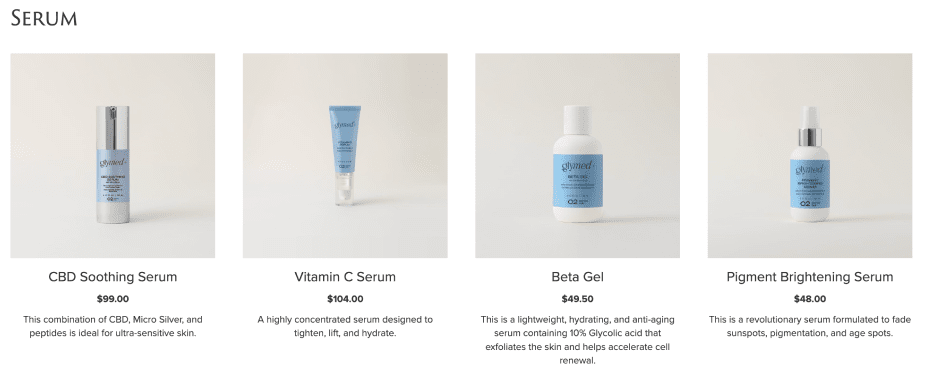 SERUM
glymed+
glymed+
glymed+
BETA GEL
O2
glymed+
O2
CBD Soothing Serum
Vitamin C Serum
Beta Gel
Pigment Brightening Serum
$99.00
$104.00
$49.50
$48.00
This combination of CBD, Micro Silver, and
peptides is ideal for ultra-sensitive skin.
A highly concentrated serum designed to
tighten, lift, and hydrate.
This is a lightweight, hydrating, and anti-aging
serum containing 10% Glycolic acid that
exfoliates the skin and helps accelerate cell
renewal.
This is a revolutionary serum formulated to fade
sunspots, pigmentation, and age spots.